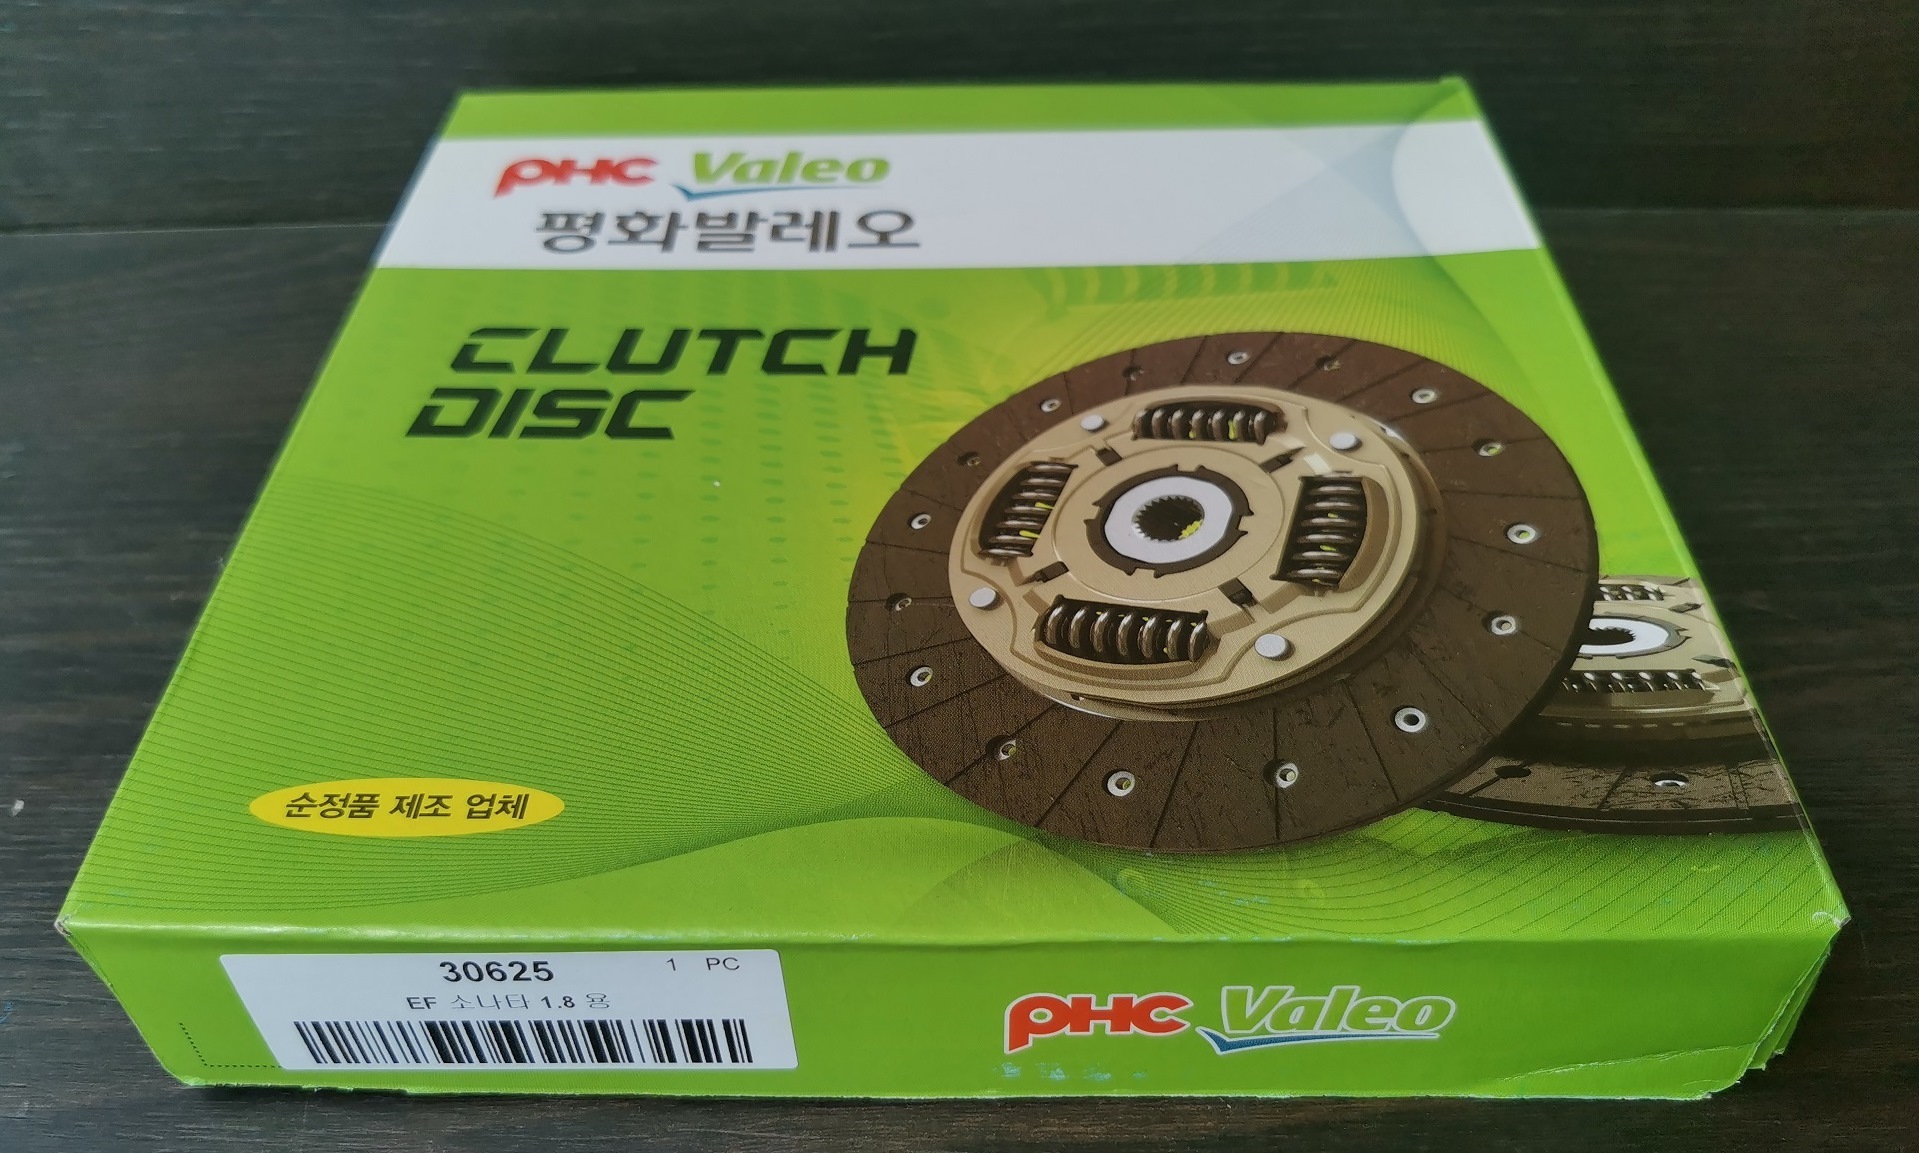 PHC Valeo
평화발레오
CLUTCH
DISC
순정품 제조 업체
30625
1 PC
EF 소나타 1.8 용
PHC Valeo